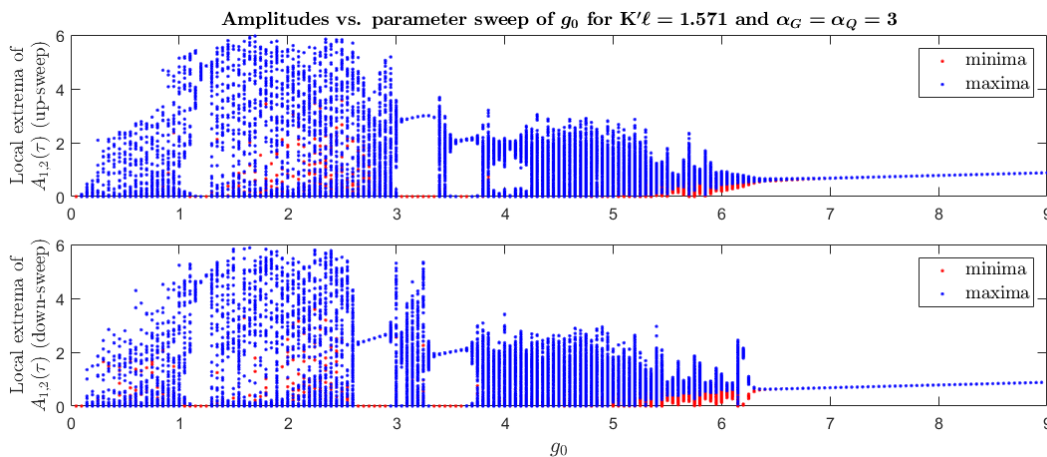 Amplitudes vs. parameter sweep of g₀ for K′ℓ = 1.571 and α_G = α_Q = 3
Local extrema of
A₁,₂(τ) (up-sweep)
6
4
2
0
minima
maxima
0 1 2 3 4 5 6 7 8 9
Local extrema of
A₁,₂(τ) (down-sweep)
6
4
2
0
minima
maxima
0 1 2 3 4 5 6 7 8 9
g₀